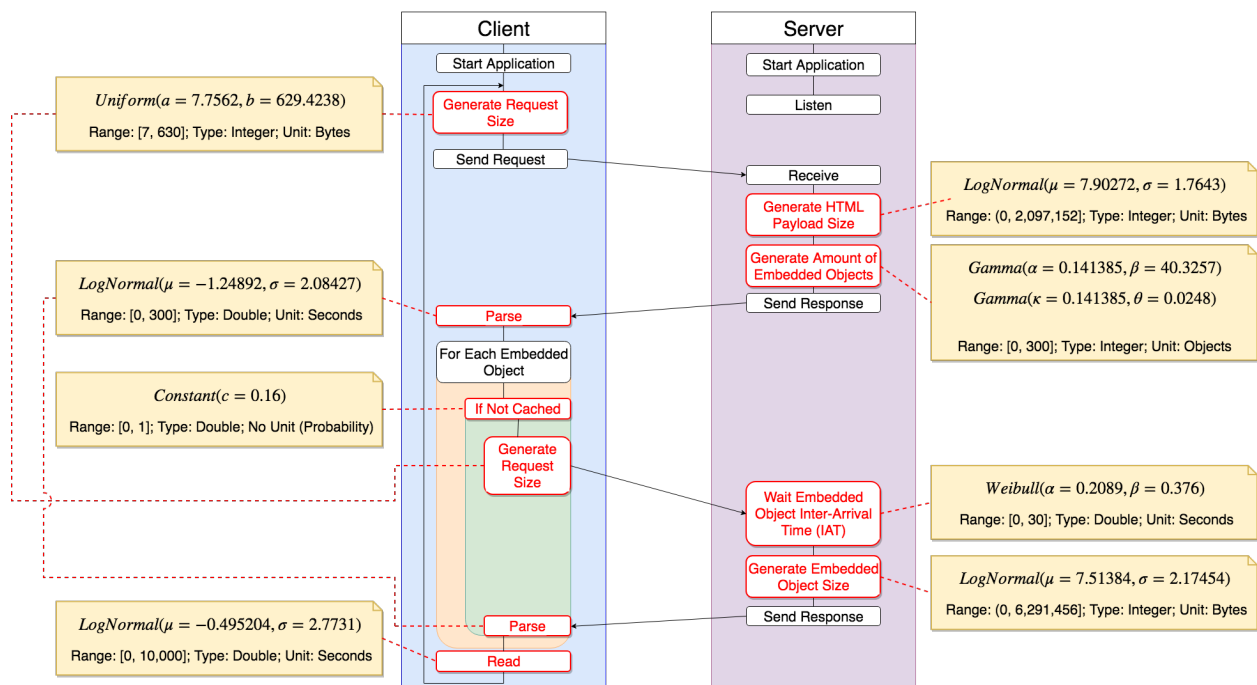 Client
Server
Start Application
Start Application
Uniform(a = 7.7562, b = 629.4238)
Range: [7, 630]; Type: Integer; Unit: Bytes
Generate Request
Size
Listen
Send Request
Receive
Generate HTML
Payload Size
LogNormal(μ = 7.90272, σ = 1.7643)
Range: (0, 2,097,152]; Type: Integer; Unit: Bytes
Generate Amount of
Embedded Objects
Gamma(α = 0.141385, β = 40.3257)
Gamma(κ = 0.141385, θ = 0.0248)
Range: [0, 300]; Type: Integer; Unit: Objects
Send Response
LogNormal(μ = −1.24892, σ = 2.08427)
Range: [0, 300]; Type: Double; Unit: Seconds
Parse
For Each Embedded
Object
Constant(c = 0.16)
Range: [0, 1]; Type: Double; No Unit (Probability)
If Not Cached
Generate
Request
Size
Wait Embedded
Object Inter-Arrival
Time (IAT)
Weibull(α = 0.2089, β = 0.376)
Range: [0, 30]; Type: Double; Unit: Seconds
Generate Embedded
Object Size
LogNormal(μ = 7.51384, σ = 2.17454)
Range: (0, 6,291,456]; Type: Integer; Unit: Bytes
Send Response
Parse
LogNormal(μ = −0.495204, σ = 2.7731)
Range: [0, 10,000]; Type: Double; Unit: Seconds
Read